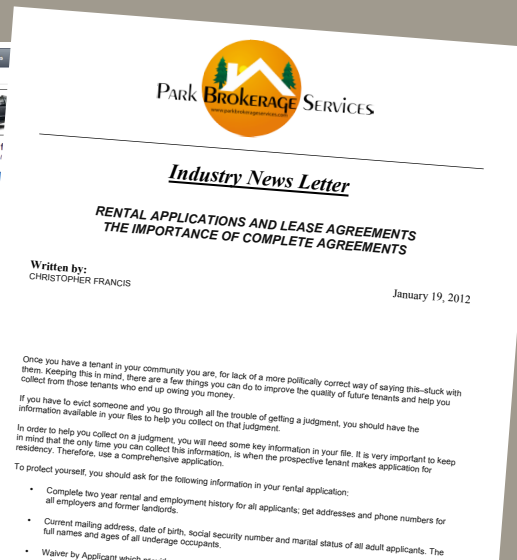 PARK BROKERAGE SERVICES
www.parkbrokerageservices.com
Industry News Letter
RENTAL APPLICATIONS AND LEASE AGREEMENTS
THE IMPORTANCE OF COMPLETE AGREEMENTS
Written by:
CHRISTOPHER FRANCIS
January 19, 2012
Once you have a tenant in your community you are, for lack of a more politically correct way of saying this–stuck with
them. Keeping this in mind, there are a few things you can do to improve the quality of future tenants and help you
collect from those tenants who end up owing you money.
If you have to evict someone and you go through all the trouble of getting a judgment, you should have the
information available in your files to help you collect on that judgment.
In order to help you collect on a judgment, you will need some key information in your file. It is very important to keep
in mind that the only time you can collect this information, is when the prospective tenant makes application for
residency. Therefore, use a comprehensive application.
To protect yourself, you should ask for the following information in your rental application:
• Complete two year rental and employment history for all applicants; get addresses and phone numbers for
all employers and former landlords.
• Current mailing address, date of birth, social security number and marital status of all adult applicants. The
full names and ages of all underage occupants.
• Waiver by Applicant which